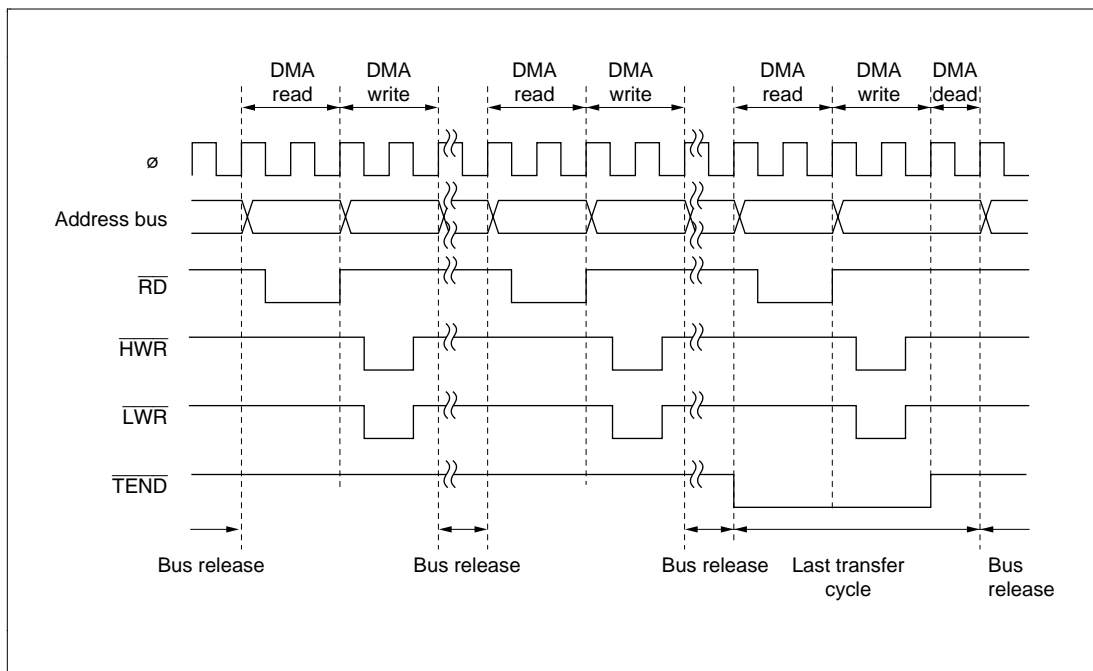 DMA read
DMA write
DMA read
DMA write
DMA read
DMA write
DMA dead
ø
Address bus
RD
HWR
LWR
TEND
Bus release
Bus release
Bus release
Last transfer cycle
Bus release